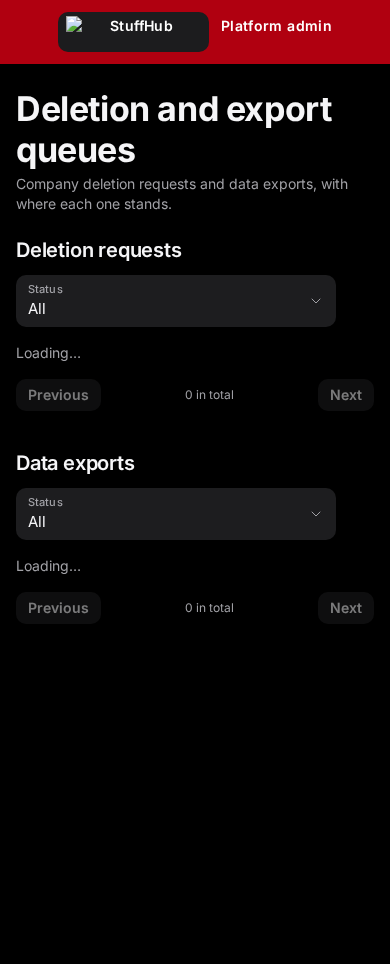 StuffHub
Platform admin
Deletion and export
queues
Company deletion requests and data exports, with
where each one stands.
Deletion requests
Status
All
Loading...
Previous
0 in total
Next
Data exports
Status
All
Loading...
Previous
0 in total
Next